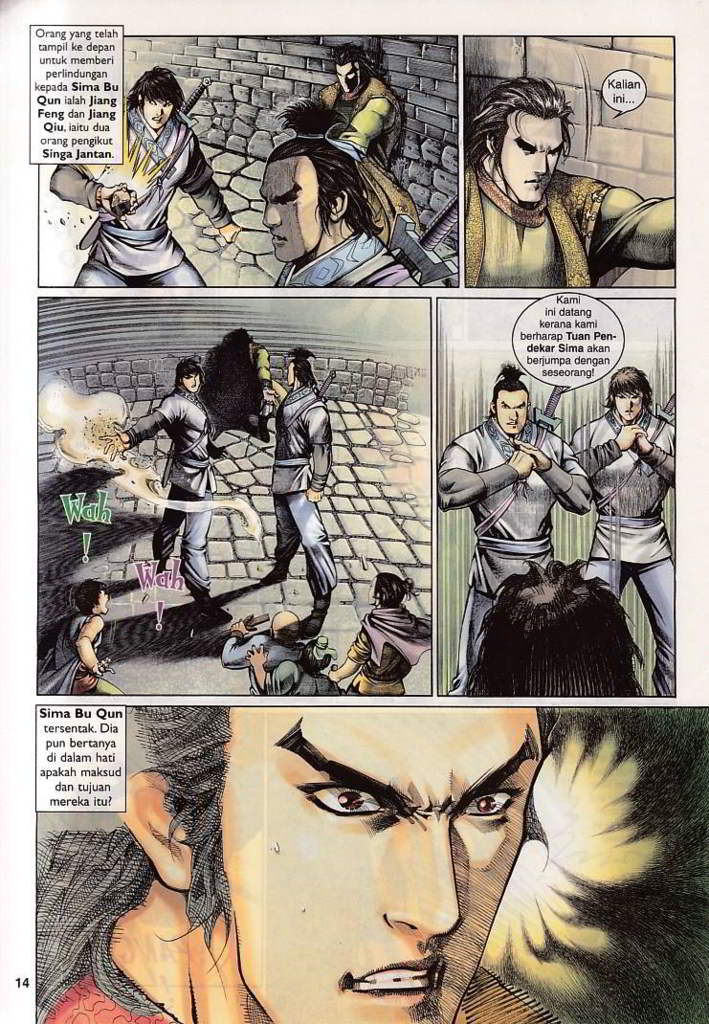 Orang yang telah
tampil ke depan
untuk memberi
perlindungan
kepada Sima Bu
Qun ialah Jiang
Feng dan Jiang
Qiu, iaitu dua
orang pengikut
Singa Jantan.
Kalian
ini...
Wah
!
Wah
!
Kami
ini datang
kerana kami
berharap Tuan Pen-
dekar Sima akan
berjumpa dengan
seseorang!
Sima Bu Qun
tersentak. Dia
pun bertanya
di dalam hati
apakah maksud
dan tujuan
mereka itu?
14